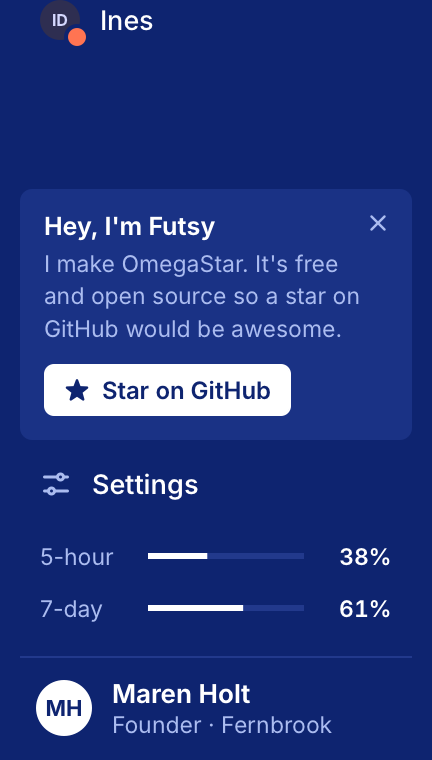 ID
Ines
Hey, I'm Futsy
I make OmegaStar. It's free
and open source so a star on
GitHub would be awesome.
Star on GitHub
Settings
5-hour 38%
7-day 61%
MH
Maren Holt
Founder · Fernbrook